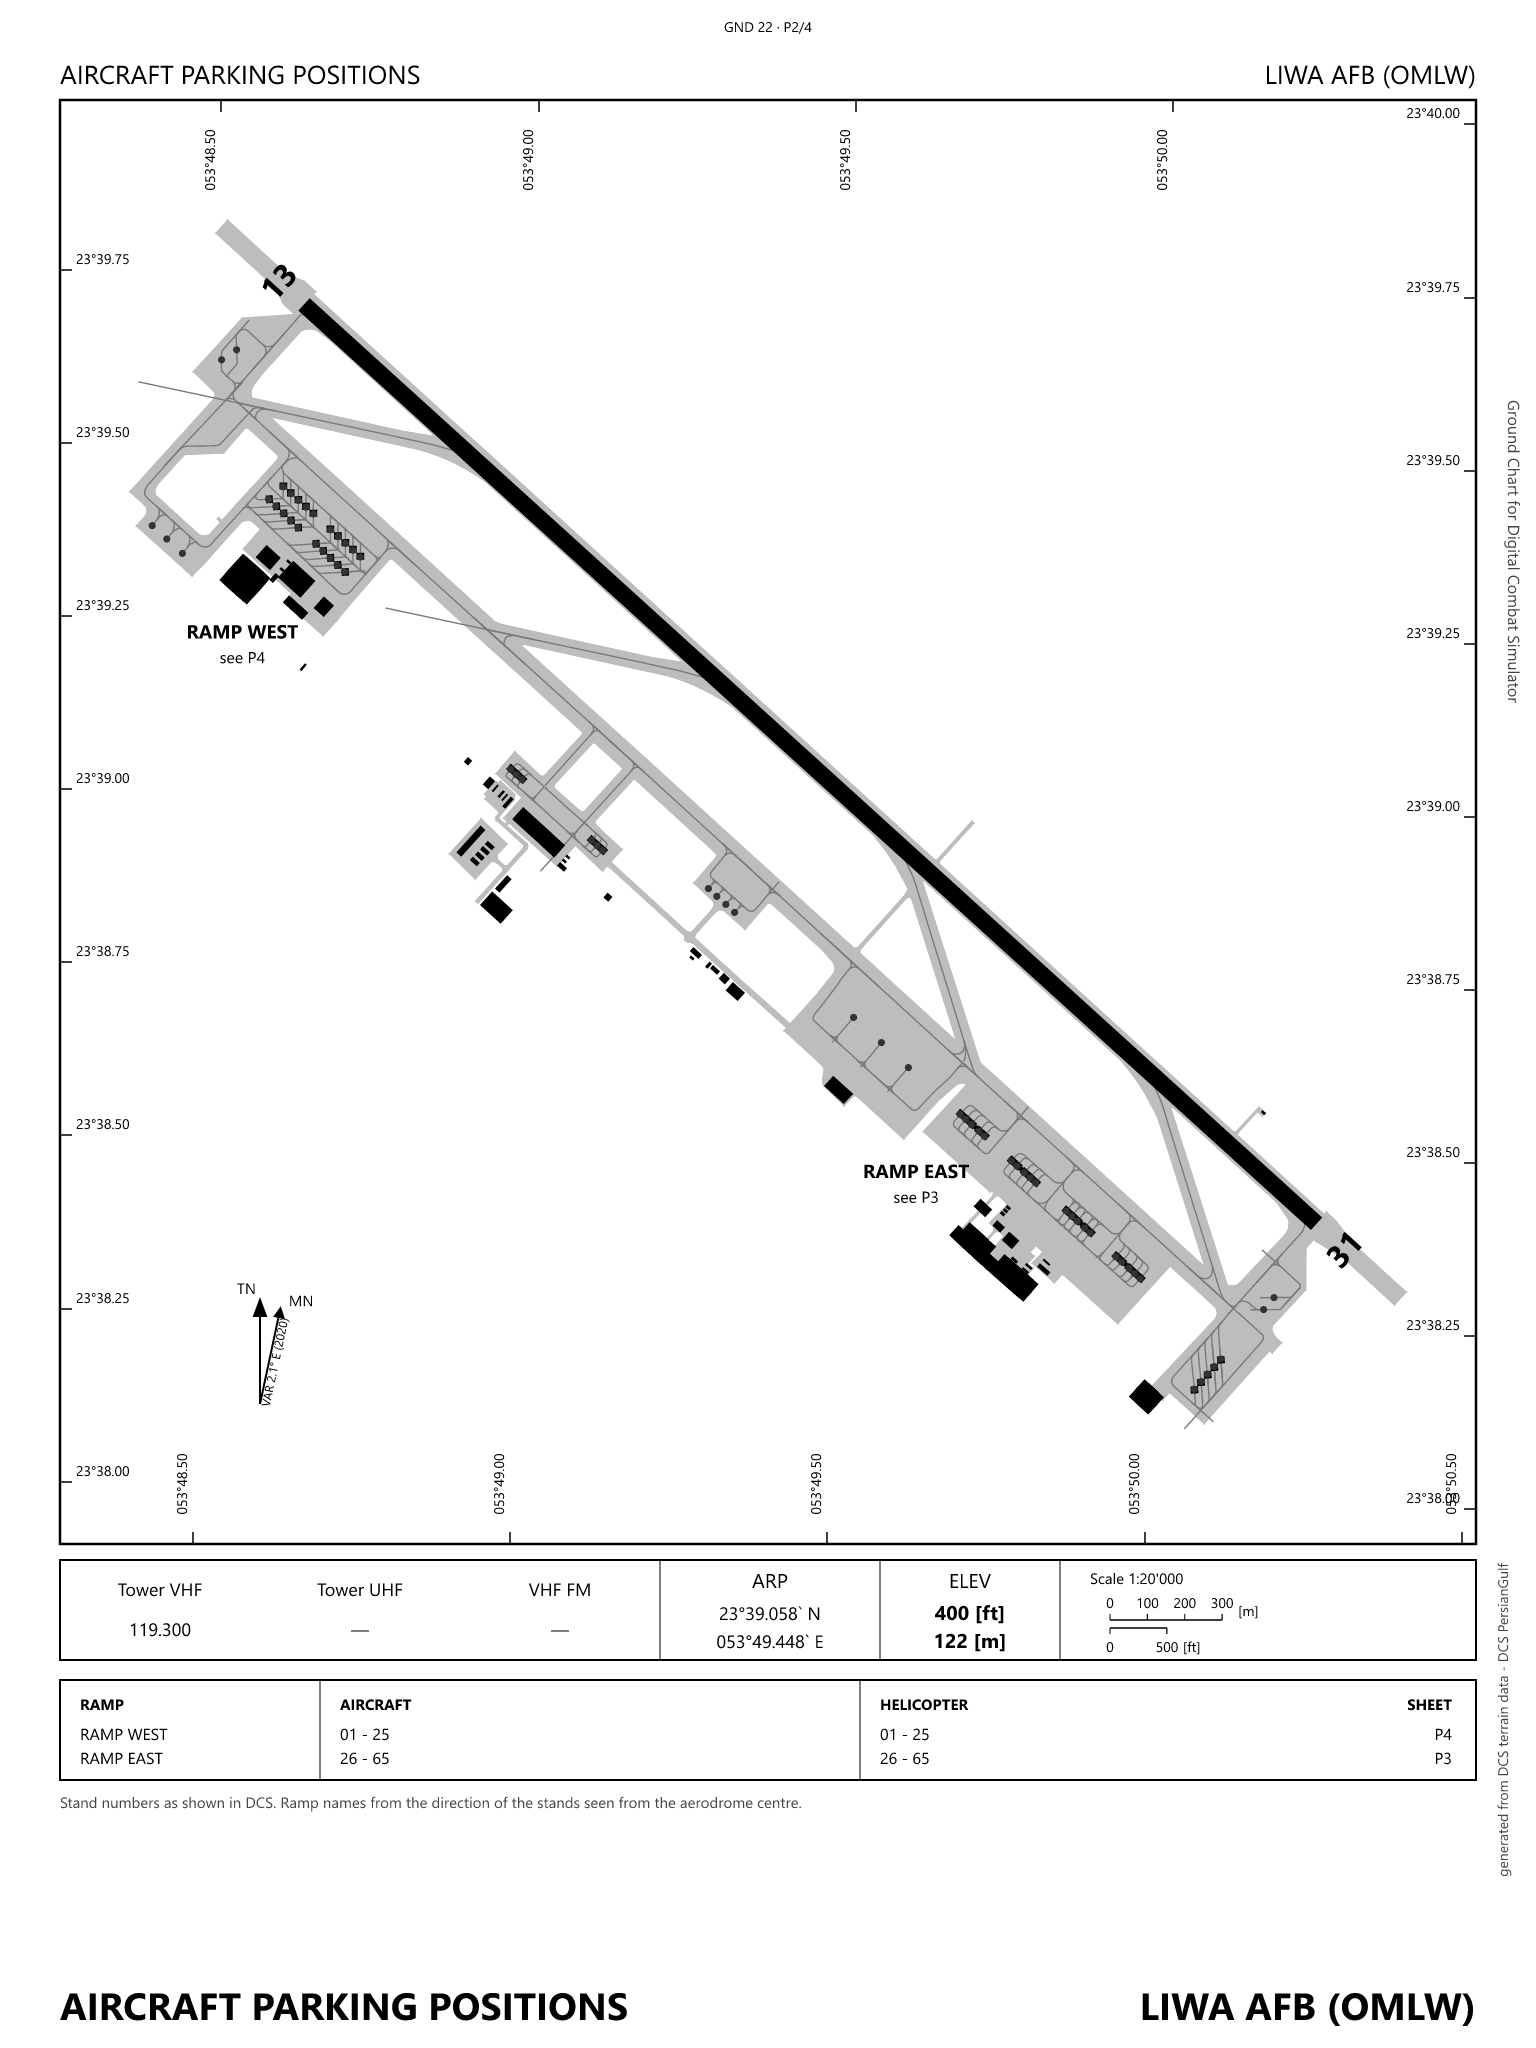 GND 22 · P2/4
AIRCRAFT PARKING POSITIONS
LIWA AFB (OMLW)
053°48.50
053°49.00
053°49.50
053°50.00
23°40.00
23°39.75
23°39.75
13
23°39.50
23°39.50
23°39.25
23°39.25
RAMP WEST
see P4
23°39.00
23°39.00
23°38.75
23°38.75
23°38.50
23°38.50
RAMP EAST
see P3
31
TN
MN
VAR 2.1° E (2020)
23°38.25
23°38.25
23°38.00
23°38.00
053°48.50
053°49.00
053°49.50
053°50.00
053°50.50
Ground Chart for Digital Combat Simulator
Tower VHF
119.300
Tower UHF
—
VHF FM
—
ARP
23°39.058` N
053°49.448` E
ELEV
400 [ft]
122 [m]
Scale 1:20'000
0 100 200 300 [m]
0 500 [ft]
RAMP AIRCRAFT HELICOPTER SHEET
RAMP WEST 01 - 25 01 - 25 P4
RAMP EAST 26 - 65 26 - 65 P3
Stand numbers as shown in DCS. Ramp names from the direction of the stands seen from the aerodrome centre.
generated from DCS terrain data - DCS PersianGulf
AIRCRAFT PARKING POSITIONS
LIWA AFB (OMLW)